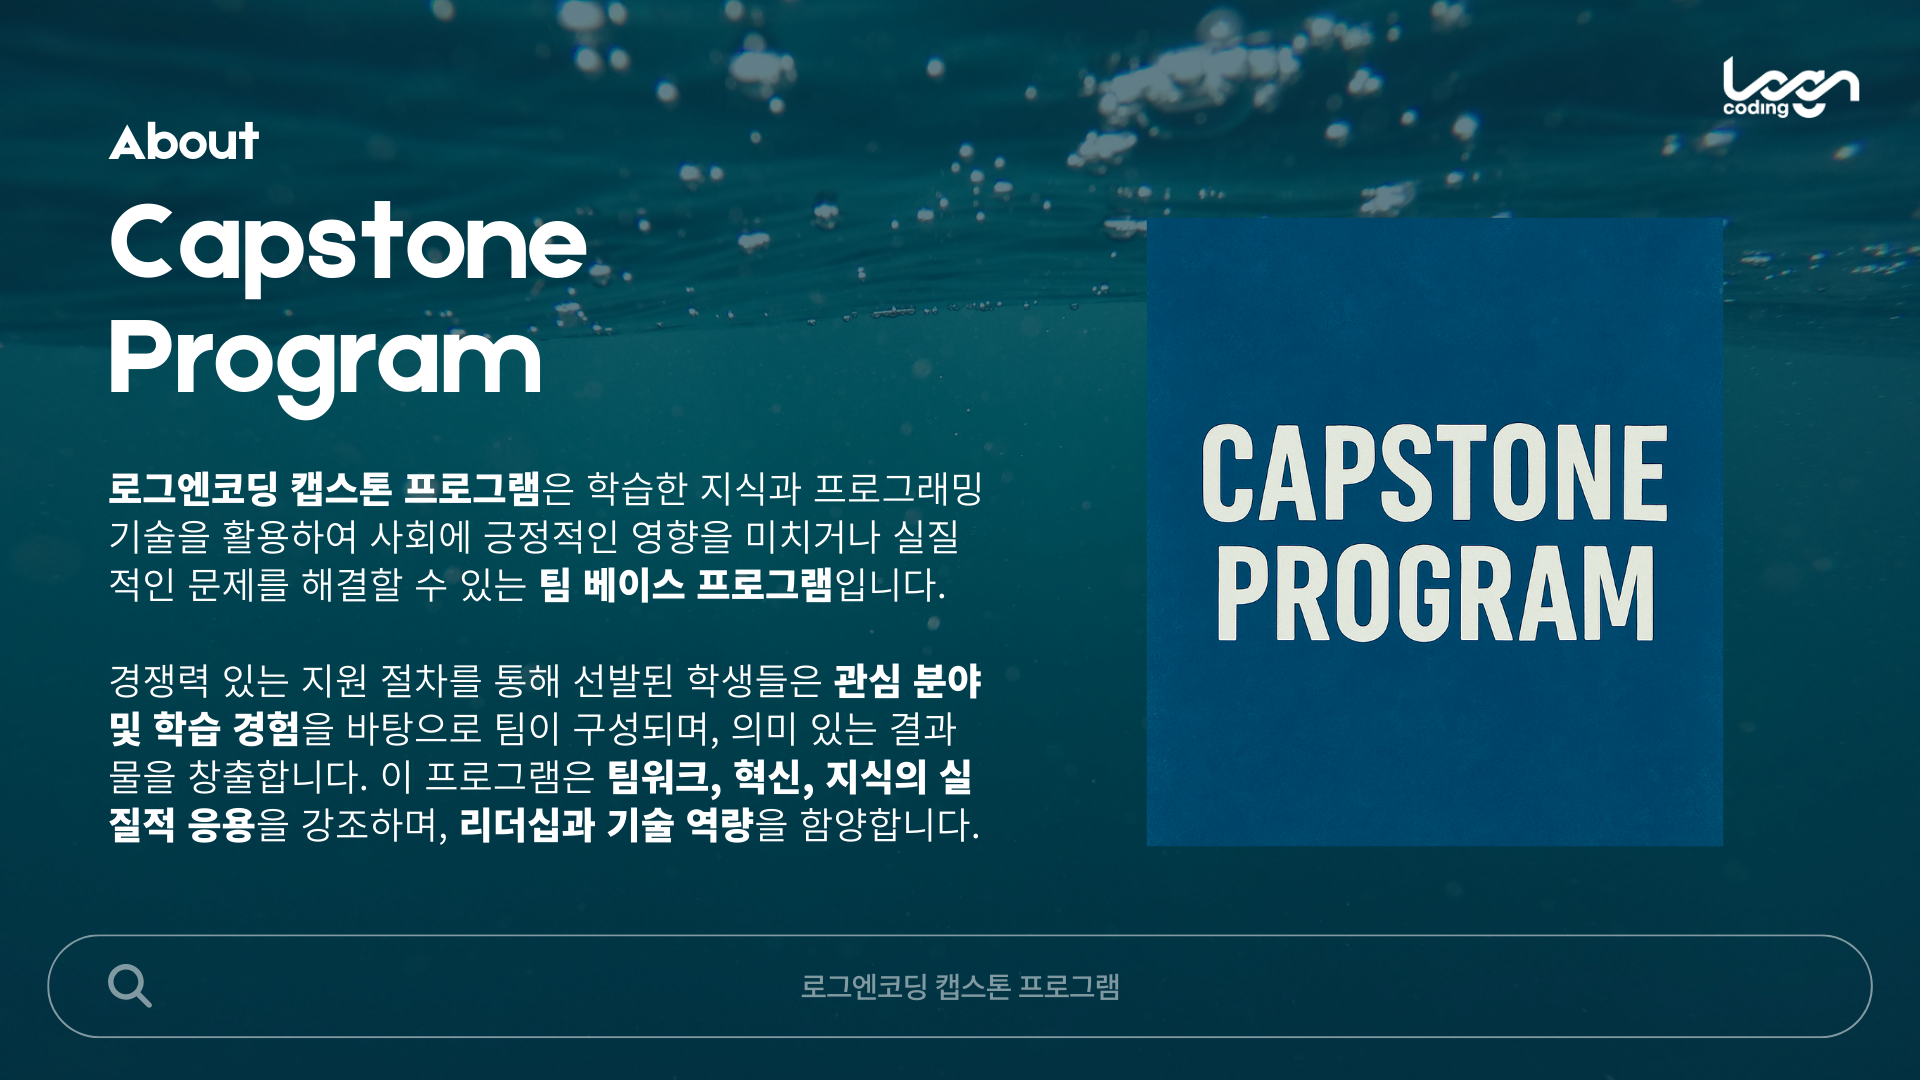 Logn
coding
About
Capstone
Program
로그엔코딩 캡스톤 프로그램은 학습한 지식과 프로그래밍
기술을 활용하여 사회에 긍정적인 영향을 미치거나 실질
적인 문제를 해결할 수 있는 팀 베이스 프로그램입니다.
경쟁력 있는 지원 절차를 통해 선발된 학생들은 관심 분야
및 학습 경험을 바탕으로 팀이 구성되며, 의미 있는 결과
물을 창출합니다. 이 프로그램은 팀워크, 혁신, 지식의 실
질적 응용을 강조하며, 리더십과 기술 역량을 함양합니다.
CAPSTONE
PROGRAM
로그엔코딩 캡스톤 프로그램